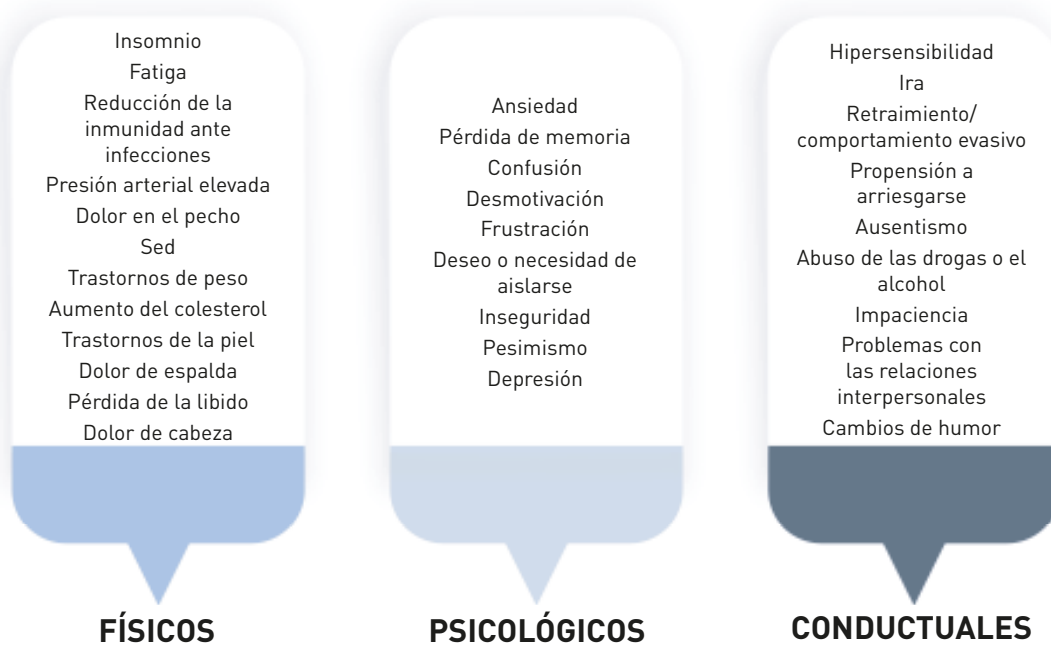 Insomnio
Fatiga
Reducción de la
inmunidad ante
infecciones
Presión arterial elevada
Dolor en el pecho
Sed
Trastornos de peso
Aumento del colesterol
Trastornos de la piel
Dolor de espalda
Pérdida de la libido
Dolor de cabeza
FÍSICOS
Ansiedad
Pérdida de memoria
Confusión
Desmotivación
Frustración
Deseo o necesidad de
aislarse
Inseguridad
Pesimismo
Depresión
PSICOLÓGICOS
Hipersensibilidad
Ira
Retraimiento/
comportamiento evasivo
Propensión a
arriesgarse
Ausentismo
Abuso de las drogas o el
alcohol
Impaciencia
Problemas con
las relaciones
interpersonales
Cambios de humor
CONDUCTUALES